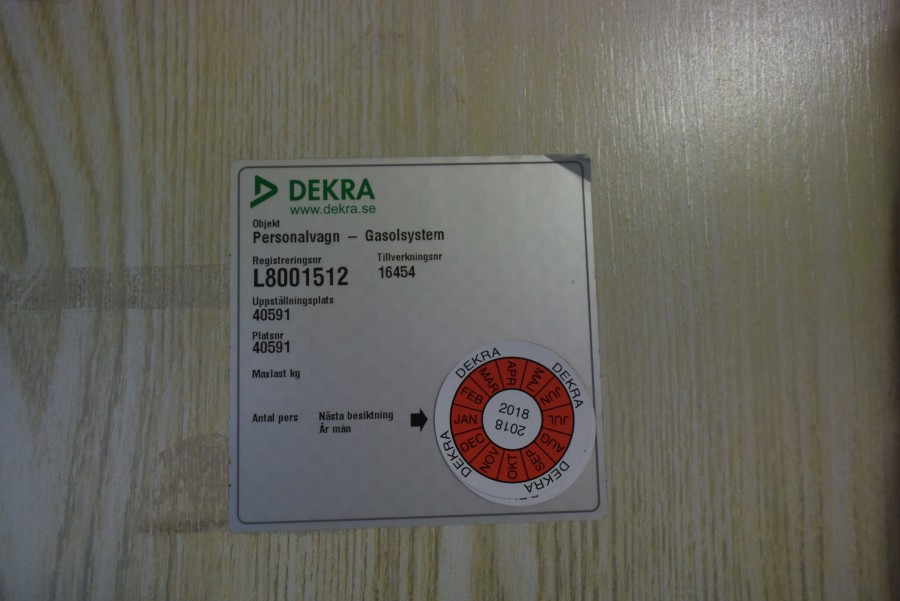 DEKRA
www.dekra.se
Objekt
Personalvagn – Gasolsystem
Registreringsnr Tillverkningsnr
L8001512 16454
Uppställningsplats
40591
Platsnr
40591
Maxlast kg
Antal pers Nästa besiktning
År mån
DEKRA DEKRA DEKRA DEKRA
JAN FEB MAR APR MAJ JUN JUL AUG SEP OKT NOV DEC
2018
2018